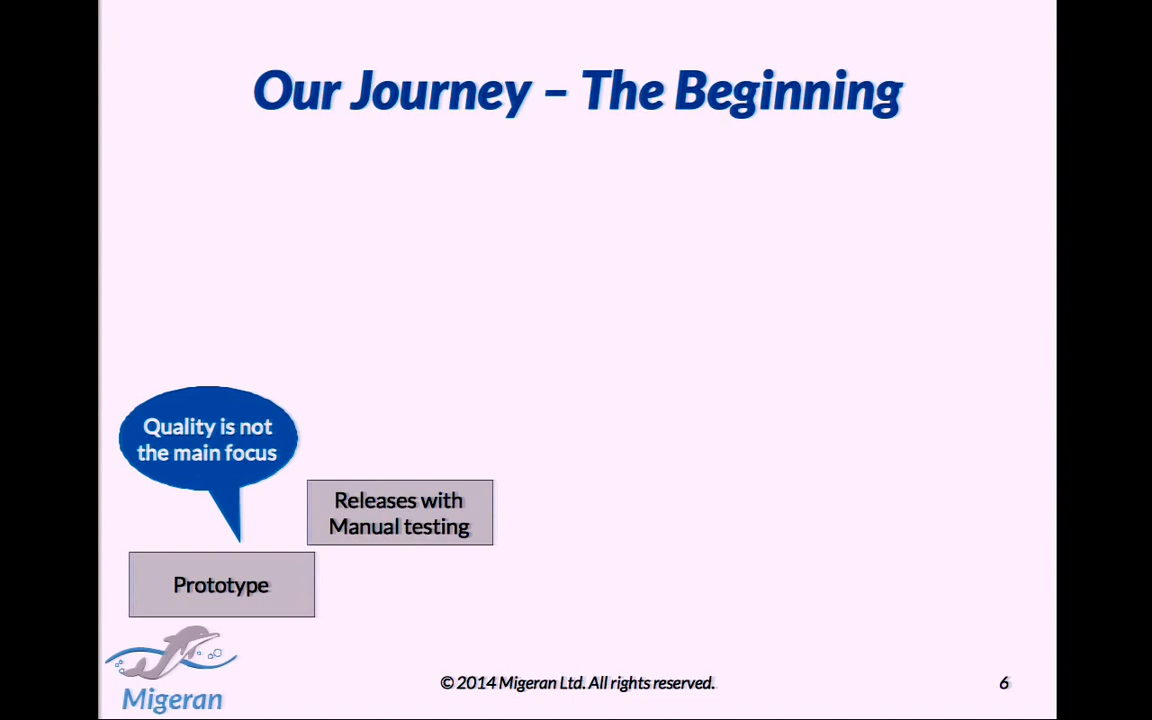 Our Journey – The Beginning
Quality is not
the main focus
Releases with
Manual testing
Prototype
Migeran
© 2014 Migeran Ltd. All rights reserved.
6